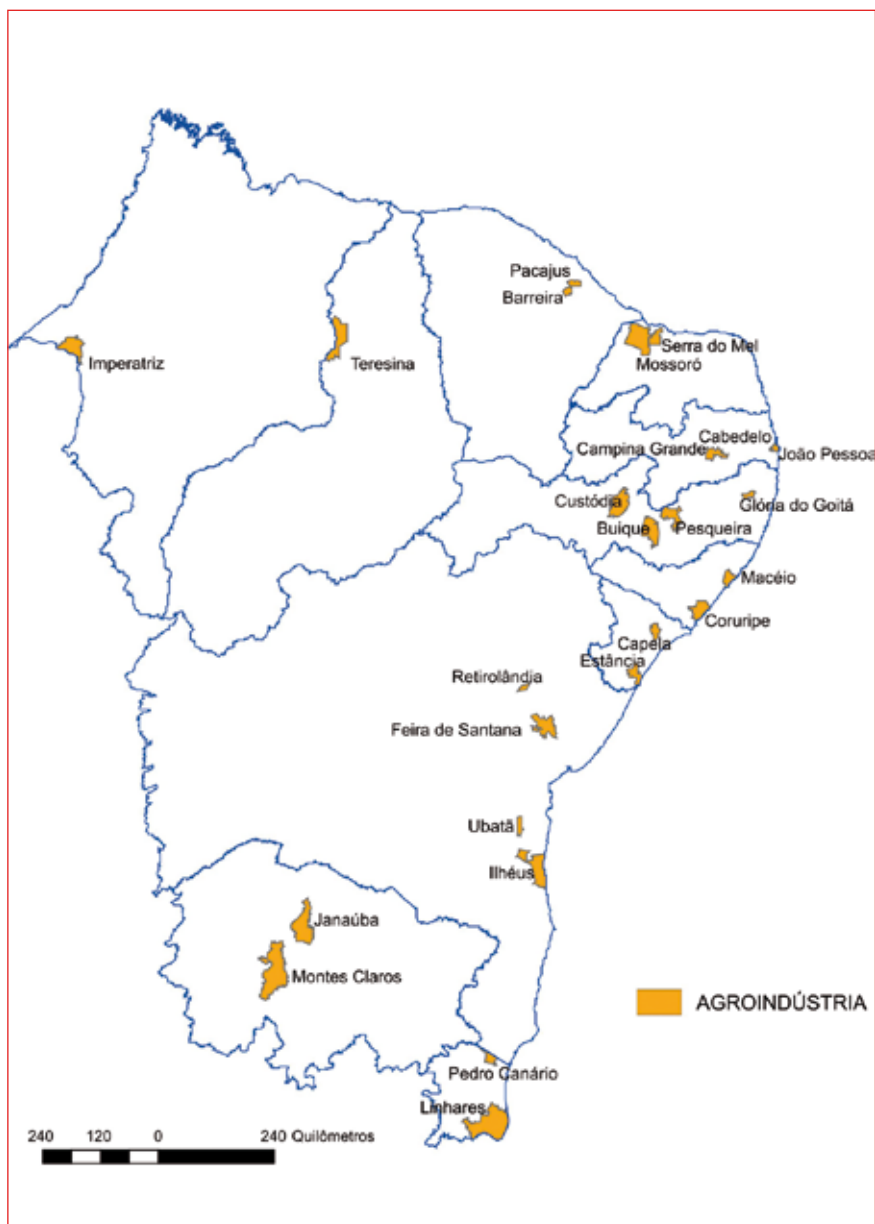 Pacajus
Barreira
Imperatriz
Teresina
Serra do Mel
Mossoró
Cabedelo
Campina Grande
João Pessoa
Custódia
Glória do Goitá
Buique
Pesqueira
Macéio
Coruripe
Capela
Estância
Retirolândia
Feira de Santana
Ubatã
Ilhéus
Janaúba
Montes Claros
AGROINDÚSTRIA
Pedro Canário
Linhares
240 120 0 240 Quilômetros